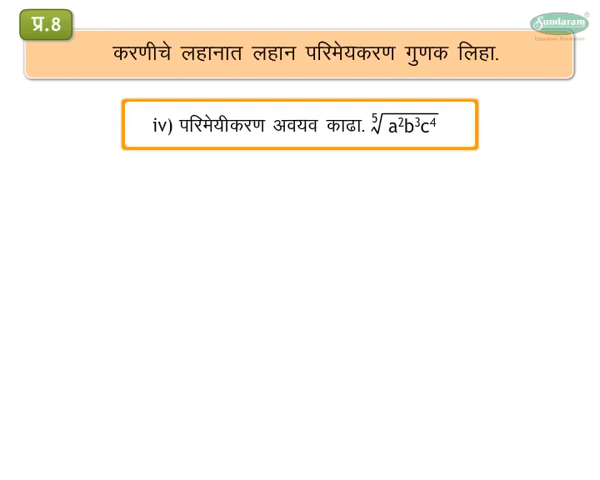 प्र.8
Sundaram
करणीचे लहानात लहान परिमेयकरण गुणक लिहा.
iv) परिमेयीकरण अवयव काढा. ⁵√a²b³c⁴